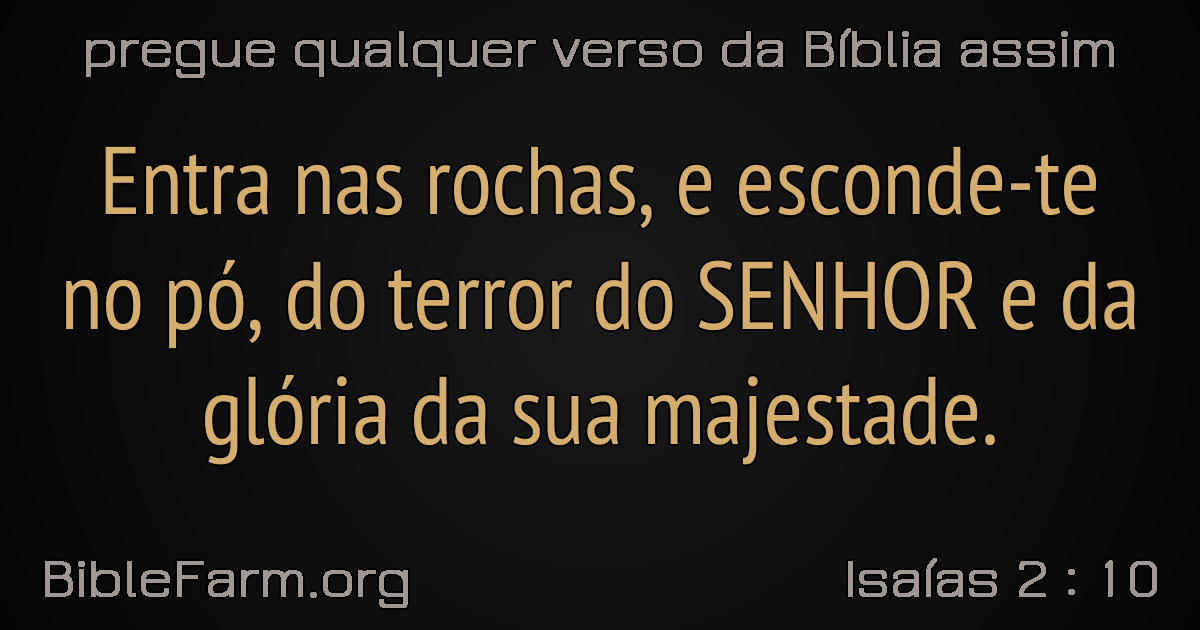 pregue qualquer verso da Bíblia assim
Entra nas rochas, e esconde-te
no pó, do terror do SENHOR e da
glória da sua majestade.
BibleFarm.org
Isaías 2 : 10